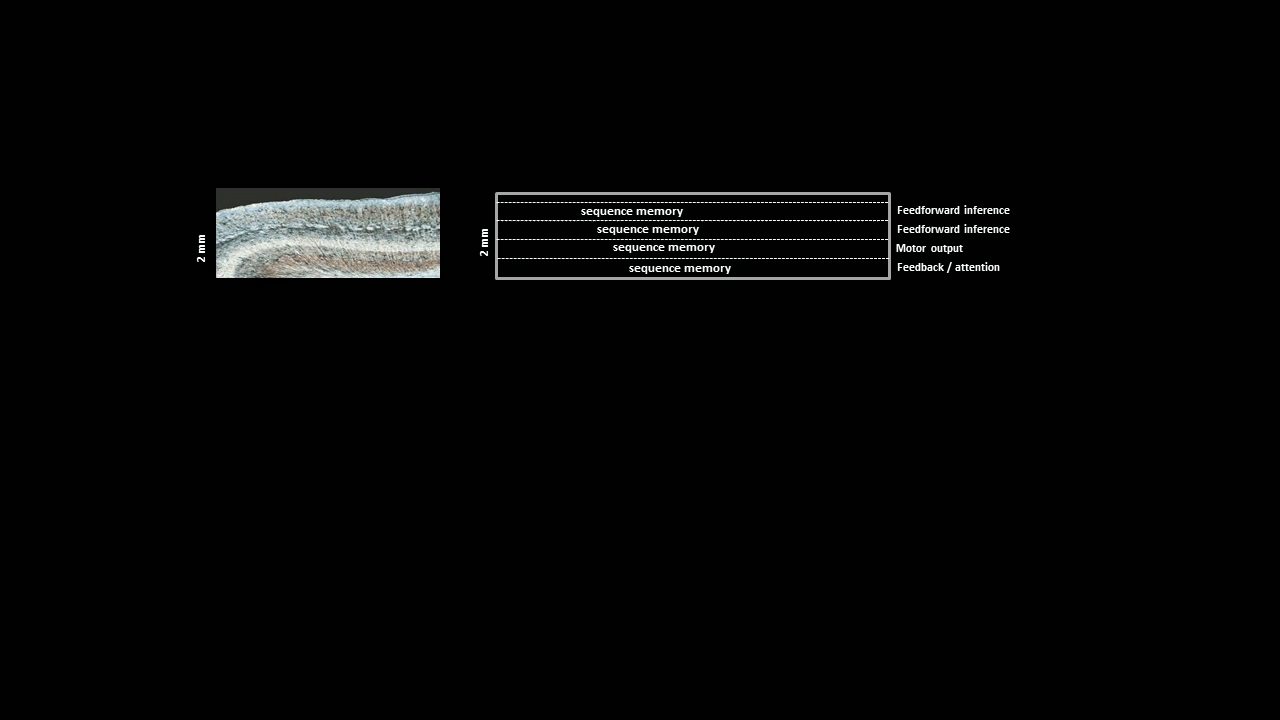 2 mm
2 mm
sequence memory Feedforward inference
sequence memory Feedforward inference
sequence memory Motor output
sequence memory Feedback / attention